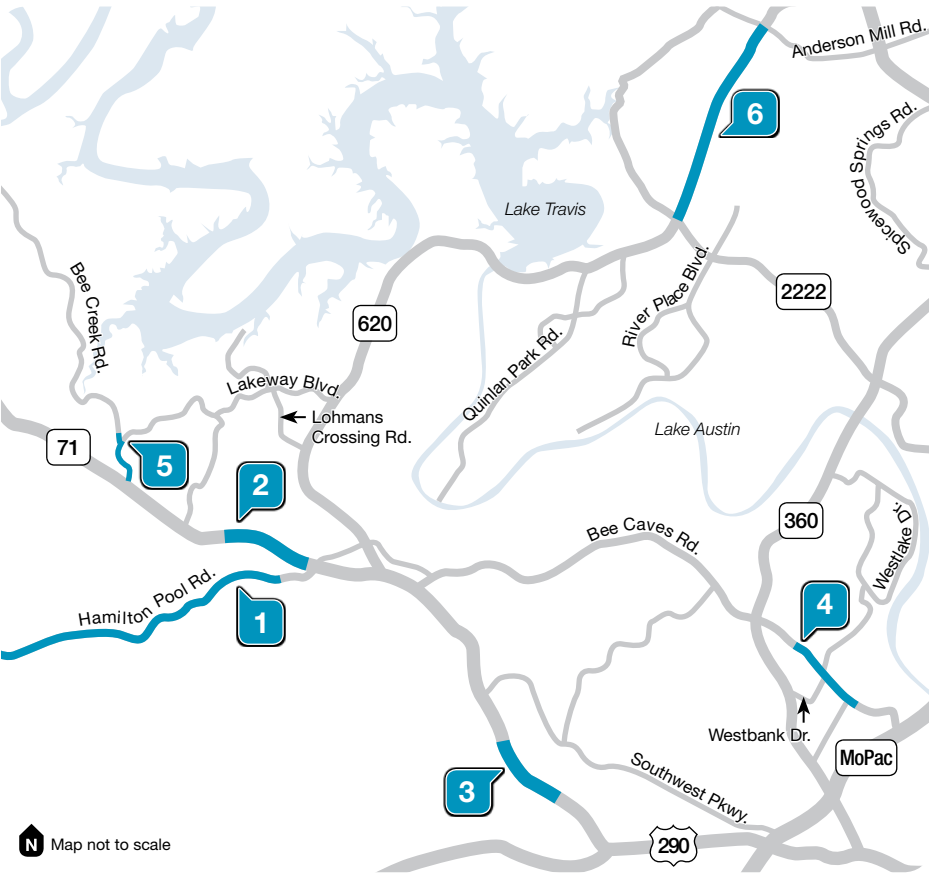 Anderson Mill Rd.
6
Spicewood Springs Rd.
Lake Travis
Bee Creek Rd.
River Place Blvd.
2222
620
Quinlan Park Rd.
Lakeway Blvd.
Lohmans
Crossing Rd.
Lake Austin
71
5
2
360
Bee Caves Rd.
Westlake Dr.
Hamilton Pool Rd.
1
4
Westbank Dr.
MoPac
3
Southwest Pkwy.
290
N
Map not to scale